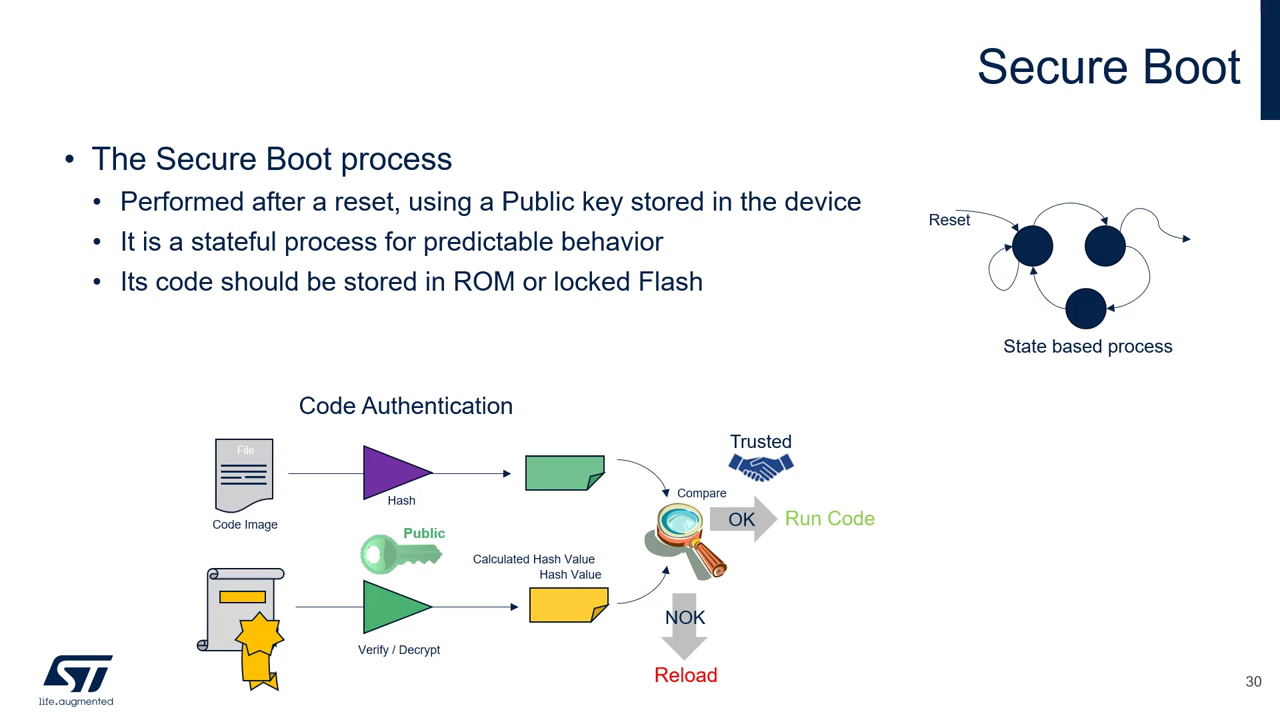 Secure Boot
• The Secure Boot process
• Performed after a reset, using a Public key stored in the device
• It is a stateful process for predictable behavior
• Its code should be stored in ROM or locked Flash
Reset
State based process
Code Authentication
File
Code Image
Hash
Public
Calculated Hash Value
Hash Value
Verify / Decrypt
Compare
Trusted
OK
Run Code
NOK
Reload
ST
life.augmented
30